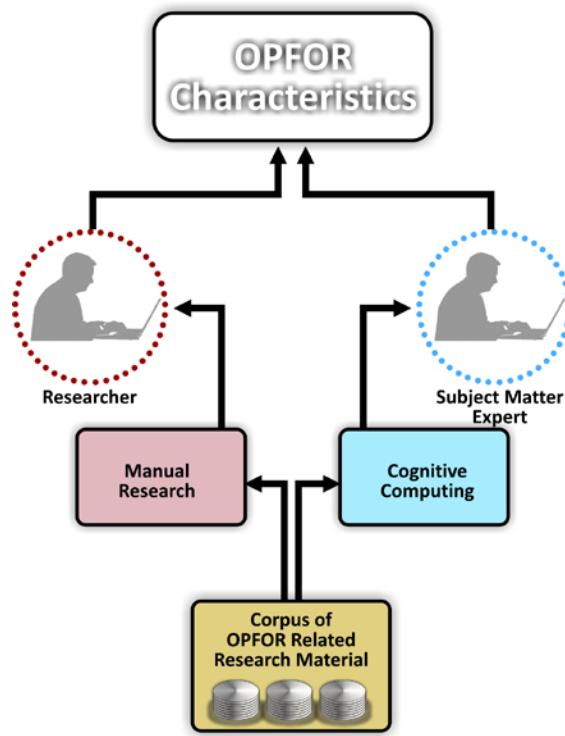 OPFOR
Characteristics
Researcher
Subject Matter
Expert
Manual
Research
Cognitive
Computing
Corpus of
OPFOR Related
Research Material